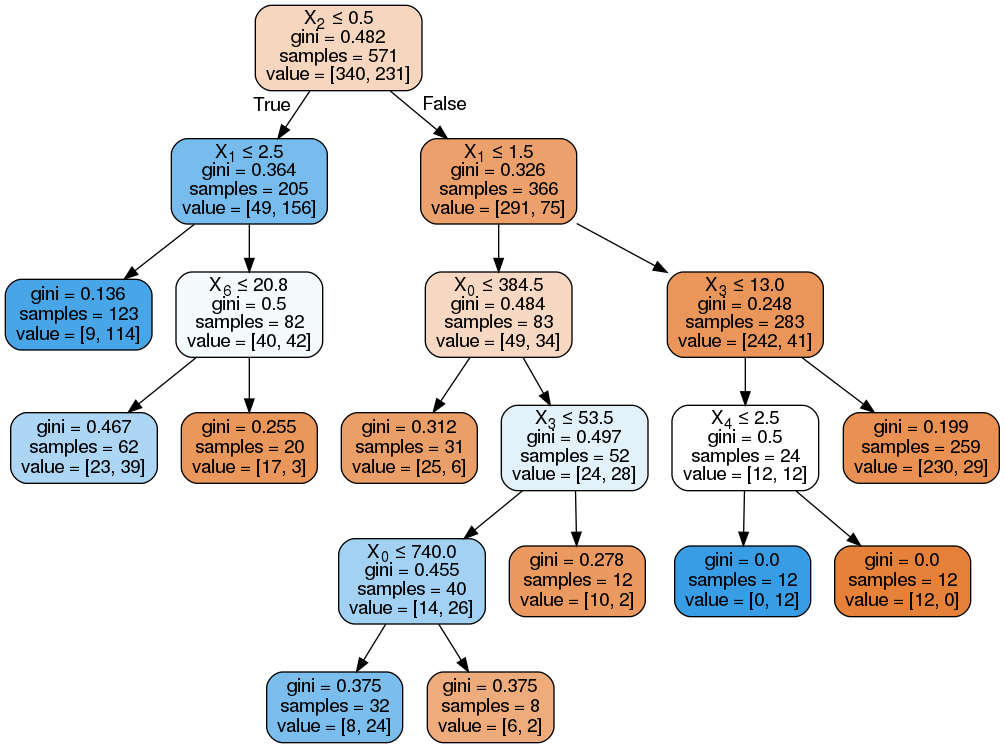 X₂ ≤ 0.5
gini = 0.482
samples = 571
value = [340, 231]
True
False
X₁ ≤ 2.5
gini = 0.364
samples = 205
value = [49, 156]
X₁ ≤ 1.5
gini = 0.326
samples = 366
value = [291, 75]
gini = 0.136
samples = 123
value = [9, 114]
X₆ ≤ 20.8
gini = 0.5
samples = 82
value = [40, 42]
X₀ ≤ 384.5
gini = 0.484
samples = 83
value = [49, 34]
X₃ ≤ 13.0
gini = 0.248
samples = 283
value = [242, 41]
gini = 0.467
samples = 62
value = [23, 39]
gini = 0.255
samples = 20
value = [17, 3]
gini = 0.312
samples = 31
value = [25, 6]
X₃ ≤ 53.5
gini = 0.497
samples = 52
value = [24, 28]
X₄ ≤ 2.5
gini = 0.5
samples = 24
value = [12, 12]
gini = 0.199
samples = 259
value = [230, 29]
X₀ ≤ 740.0
gini = 0.455
samples = 40
value = [14, 26]
gini = 0.278
samples = 12
value = [10, 2]
gini = 0.0
samples = 12
value = [0, 12]
gini = 0.0
samples = 12
value = [12, 0]
gini = 0.375
samples = 32
value = [8, 24]
gini = 0.375
samples = 8
value = [6, 2]